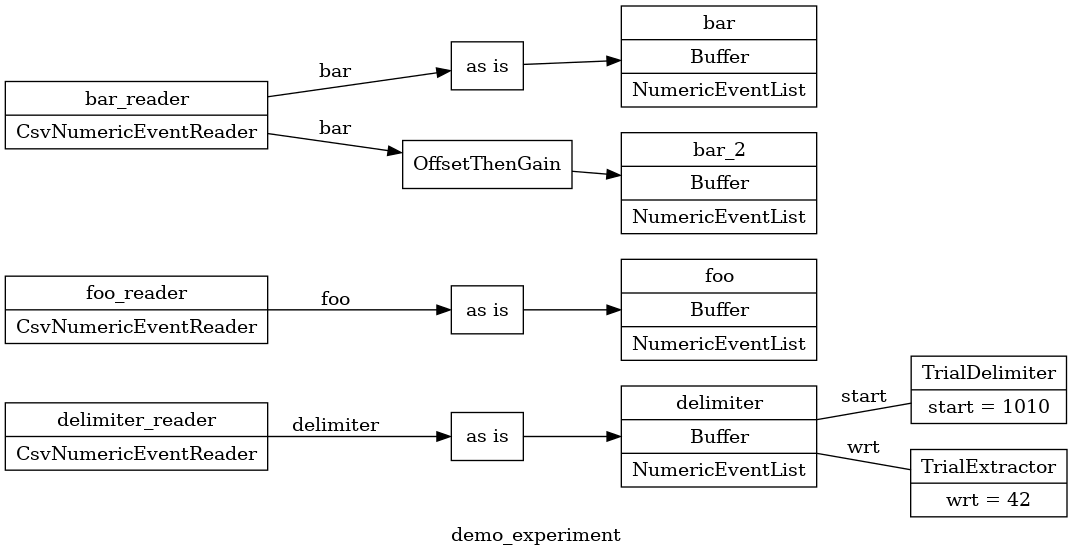 bar_reader
CsvNumericEventReader
bar
as is
bar
Buffer
NumericEventList
bar
OffsetThenGain
bar_2
Buffer
NumericEventList
foo_reader
CsvNumericEventReader
foo
as is
foo
Buffer
NumericEventList
delimiter_reader
CsvNumericEventReader
delimiter
as is
delimiter
Buffer
NumericEventList
start
TrialDelimiter
start = 1010
wrt
TrialExtractor
wrt = 42
demo_experiment